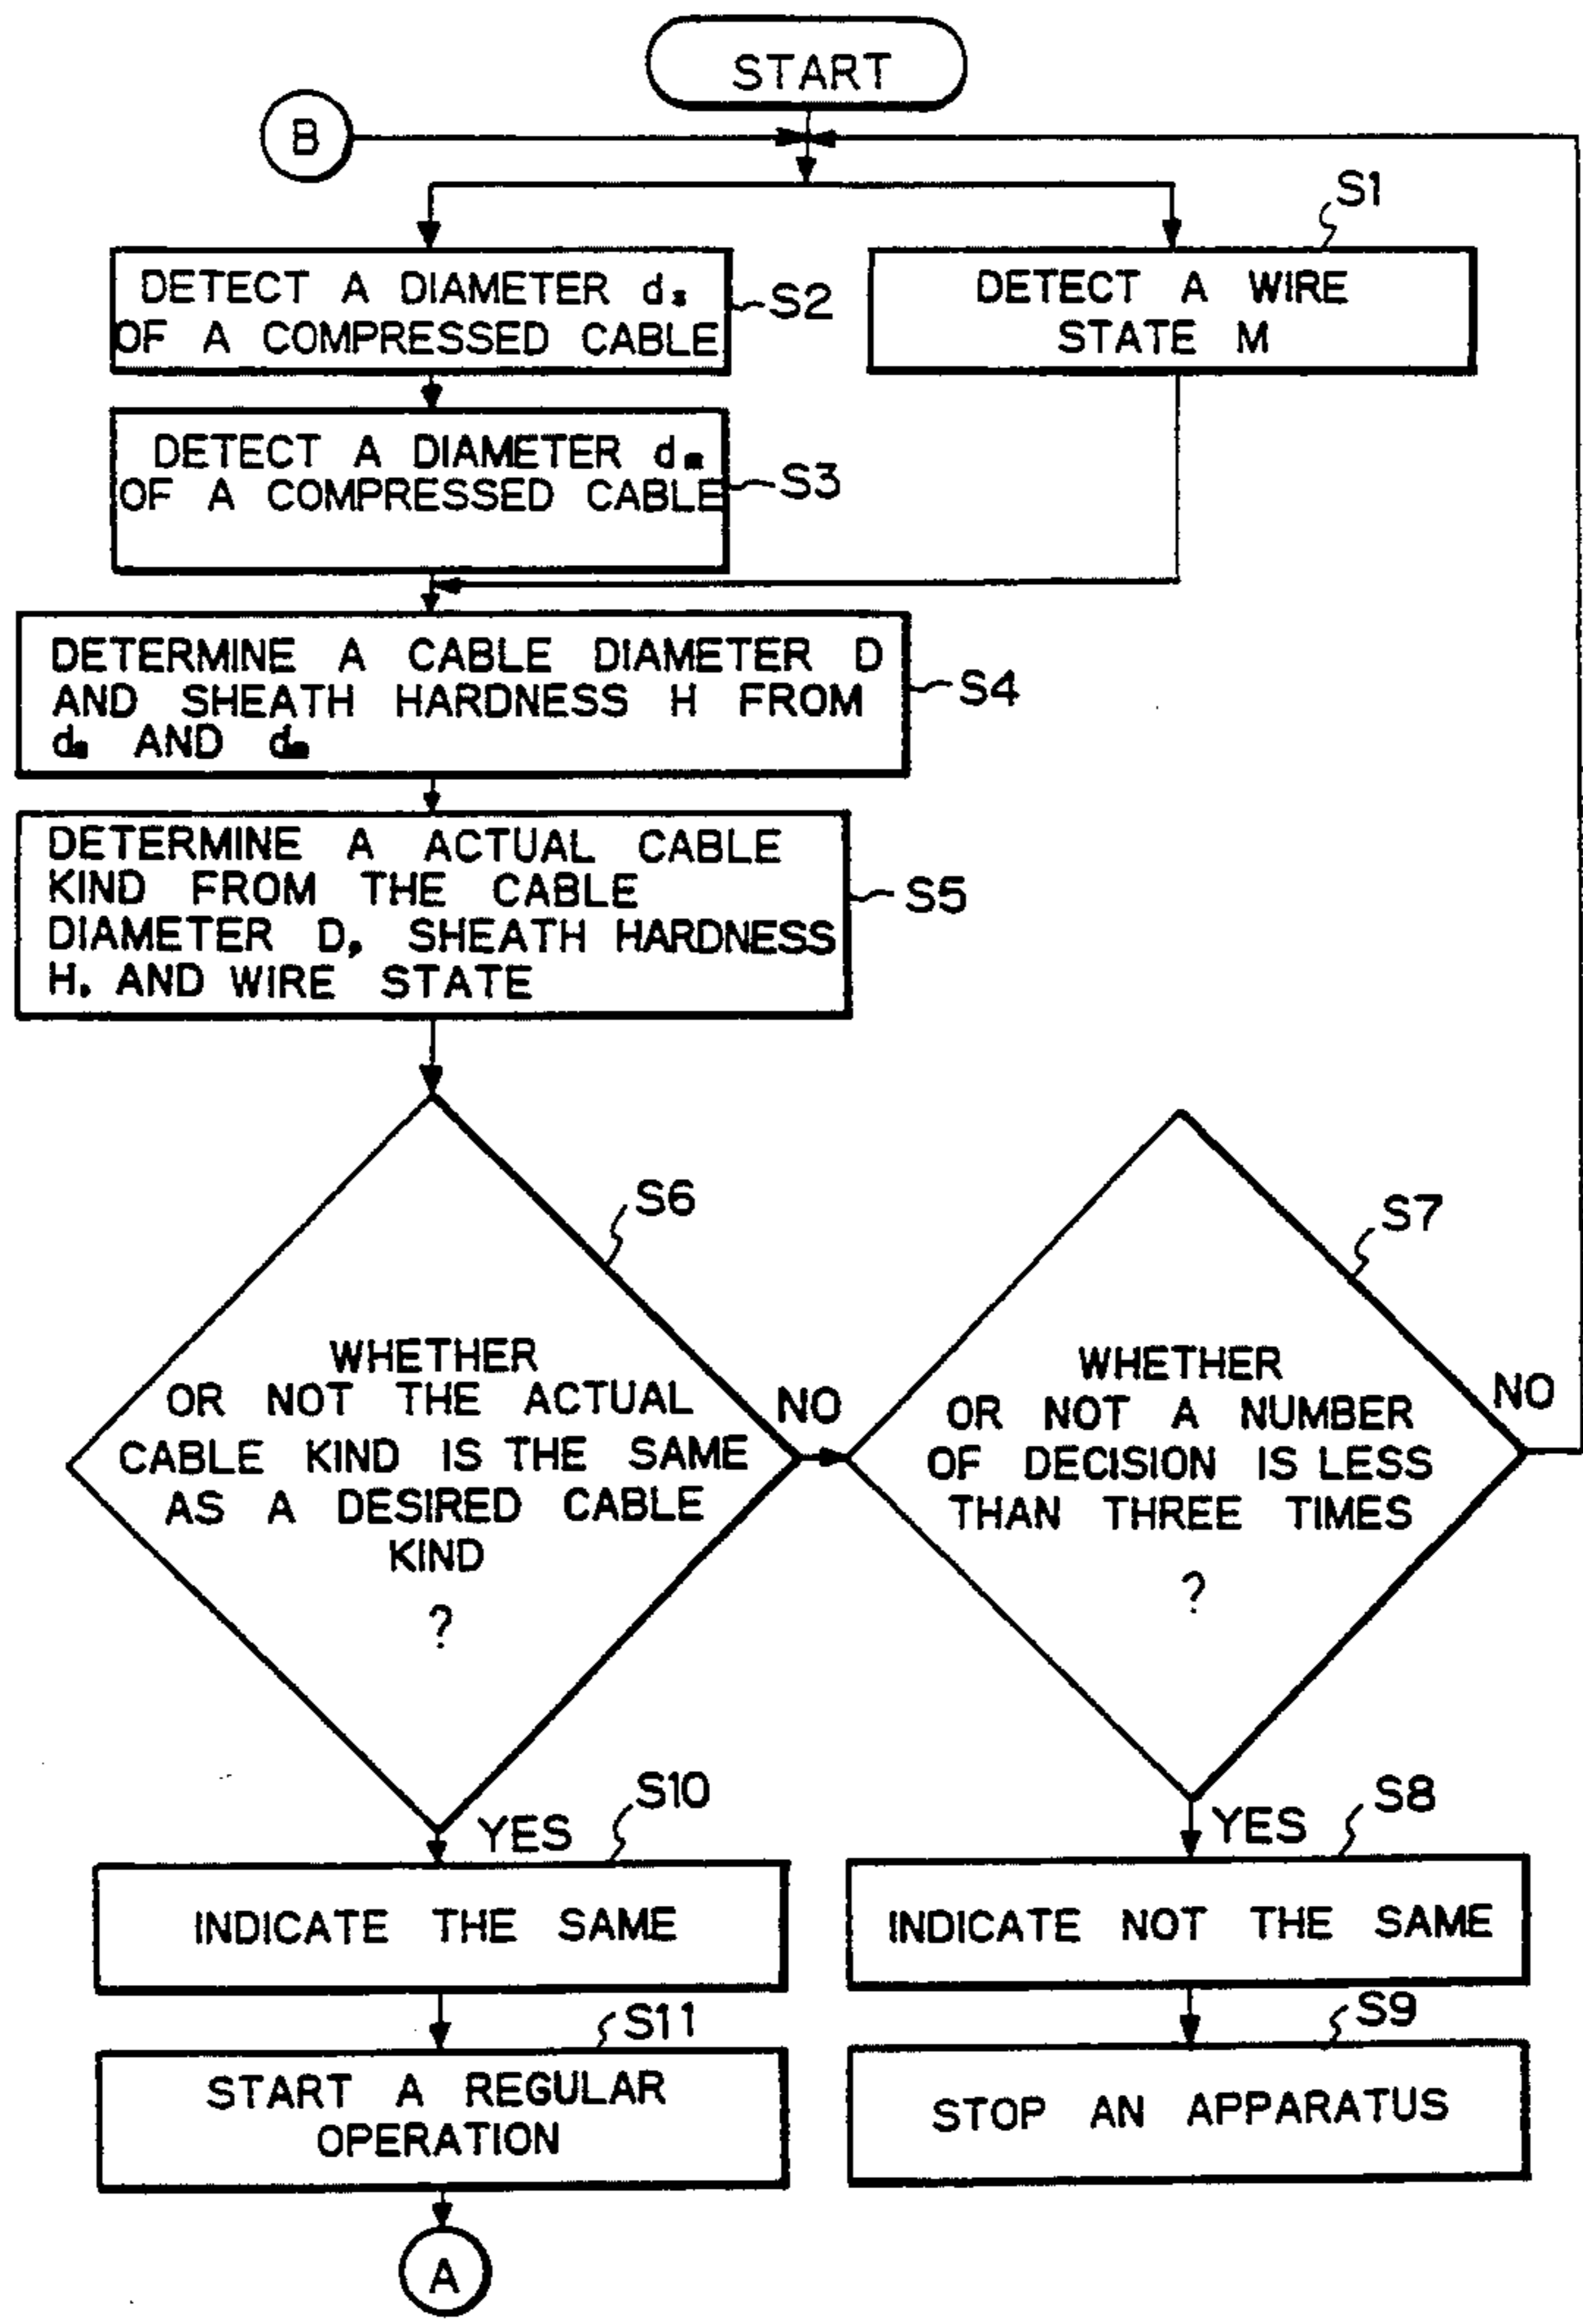 START
B
S1
DETECT A DIAMETER ds
OF A COMPRESSED CABLE
S2
DETECT A WIRE
STATE M
DETECT A DIAMETER dm
OF A COMPRESSED CABLE
S3
DETERMINE A CABLE DIAMETER D
AND SHEATH HARDNESS H FROM
ds AND dm
S4
DETERMINE A ACTUAL CABLE
KIND FROM THE CABLE
DIAMETER D, SHEATH HARDNESS
H, AND WIRE STATE
S5
S6
WHETHER
OR NOT THE ACTUAL
CABLE KIND IS THE SAME
AS A DESIRED CABLE
KIND
?
NO
S7
WHETHER
OR NOT A NUMBER
OF DECISION IS LESS
THAN THREE TIMES
?
NO
YES
S10
YES
S8
INDICATE THE SAME
INDICATE NOT THE SAME
S11
S9
START A REGULAR
OPERATION
STOP AN APPARATUS
A